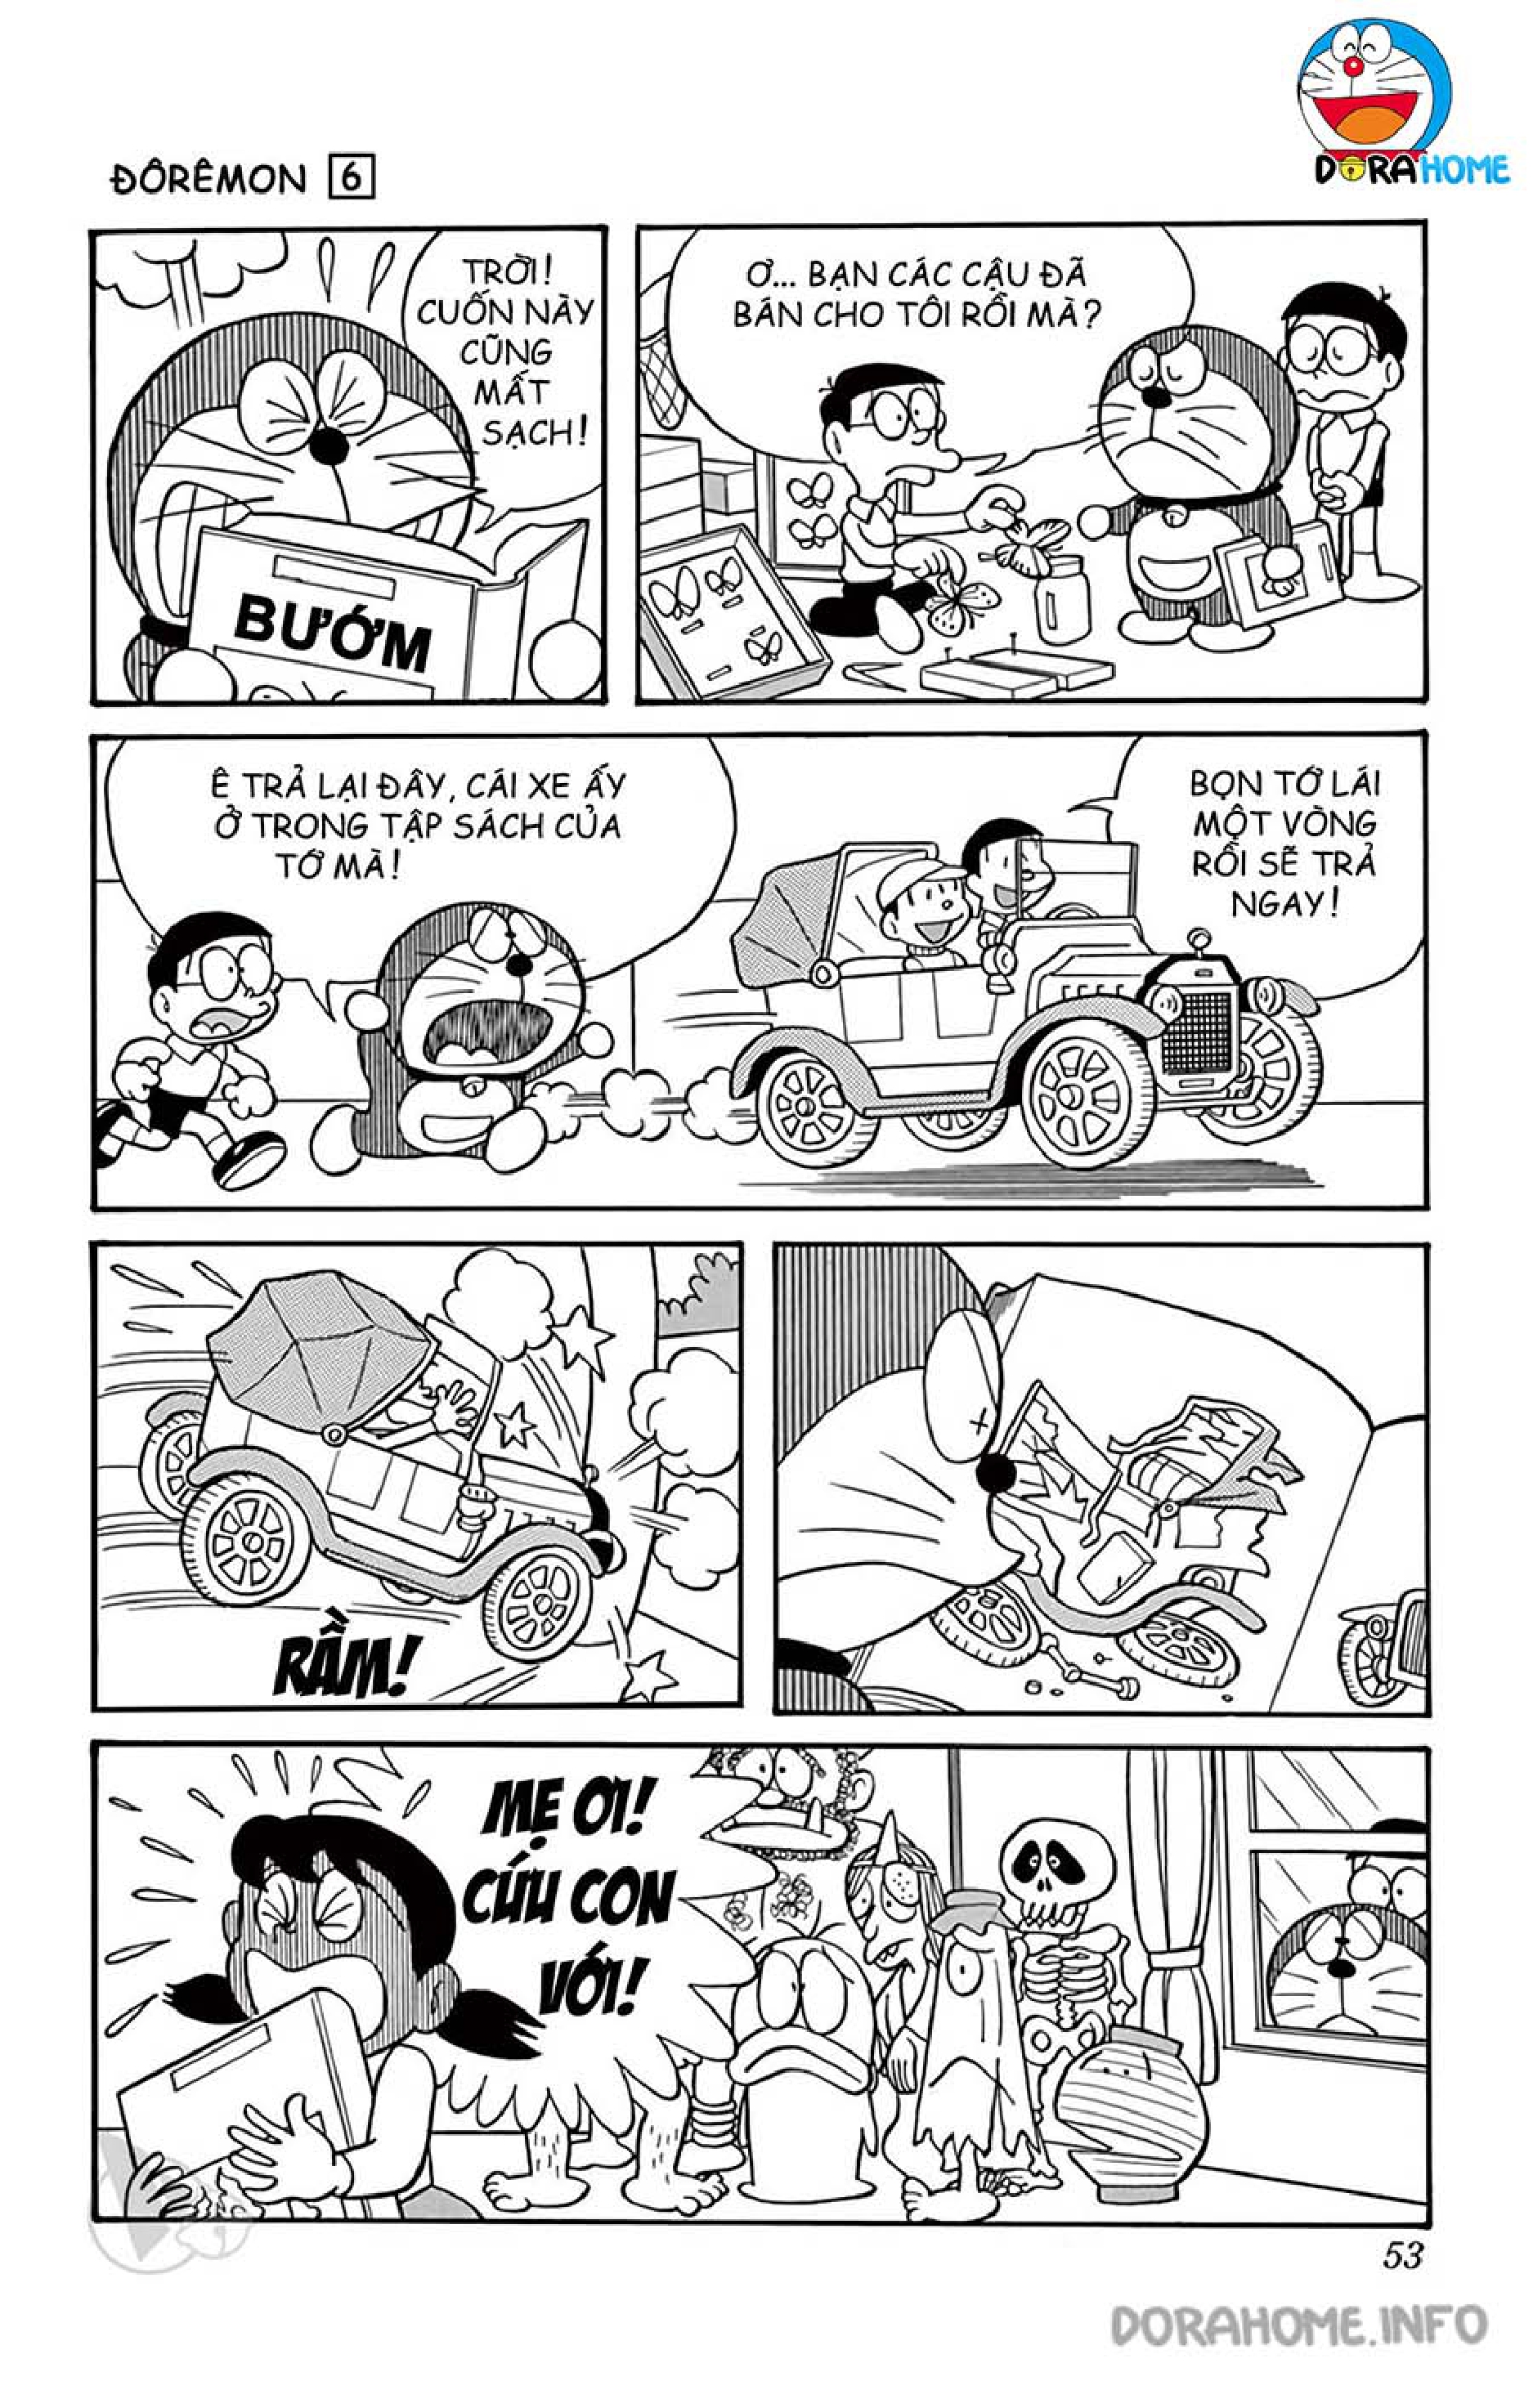 DORAHOME
ĐÔRÊMON 6
TRỜI!
CUỐN NÀY
CŨNG
MẤT
SẠCH!
BƯỚM
Ơ... BẠN CÁC CẬU ĐÃ
BÁN CHO TÔI RỒI MÀ?
Ê TRẢ LẠI ĐÂY, CÁI XE ẤY
Ở TRONG TẬP SÁCH CỦA
TỚ MÀ!
BỌN TỚ LÁI
MỘT VÒNG
RỒI SẼ TRẢ
NGAY!
RẦM!
MẸ ƠI!
CỨU CON
VỚI!
53
DORAHOME.INFO